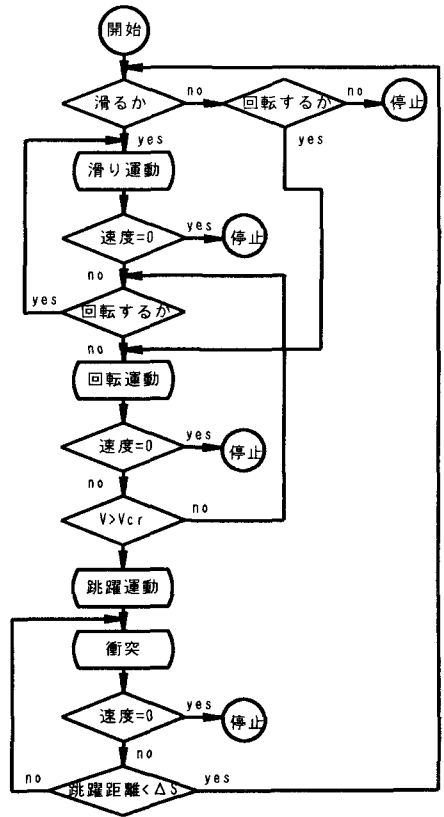 開始
滑るか
no
回転するか
no
停止
yes
yes
滑り運動
速度=0
yes
停止
no
yes
回転するか
no
回転運動
速度=0
yes
停止
no
V>Vcr
no
跳躍運動
衝突
速度=0
yes
停止
no
no
跳躍距離<ΔS
yes